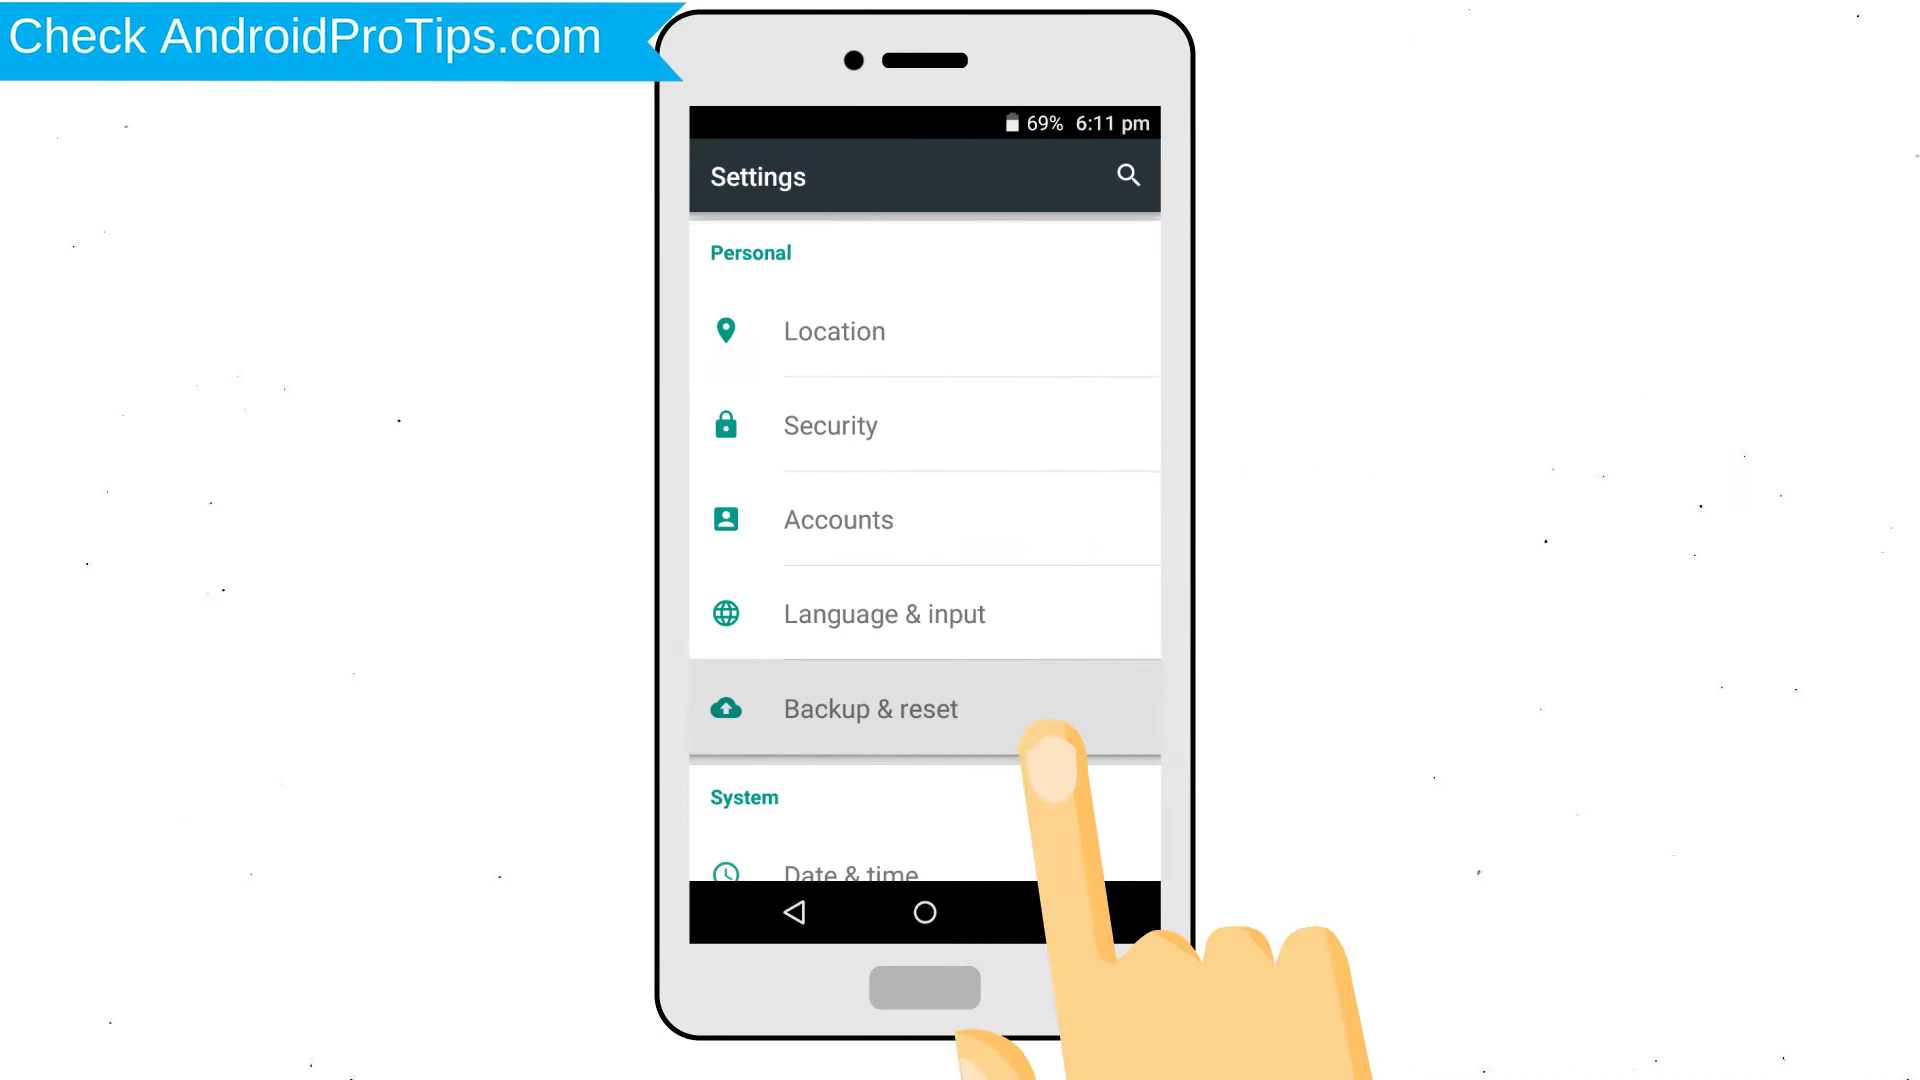 Check AndroidProTips.com
69% 6:11 pm
Settings
Personal
Location
Security
Accounts
Language & input
Backup & reset
System
Date & time